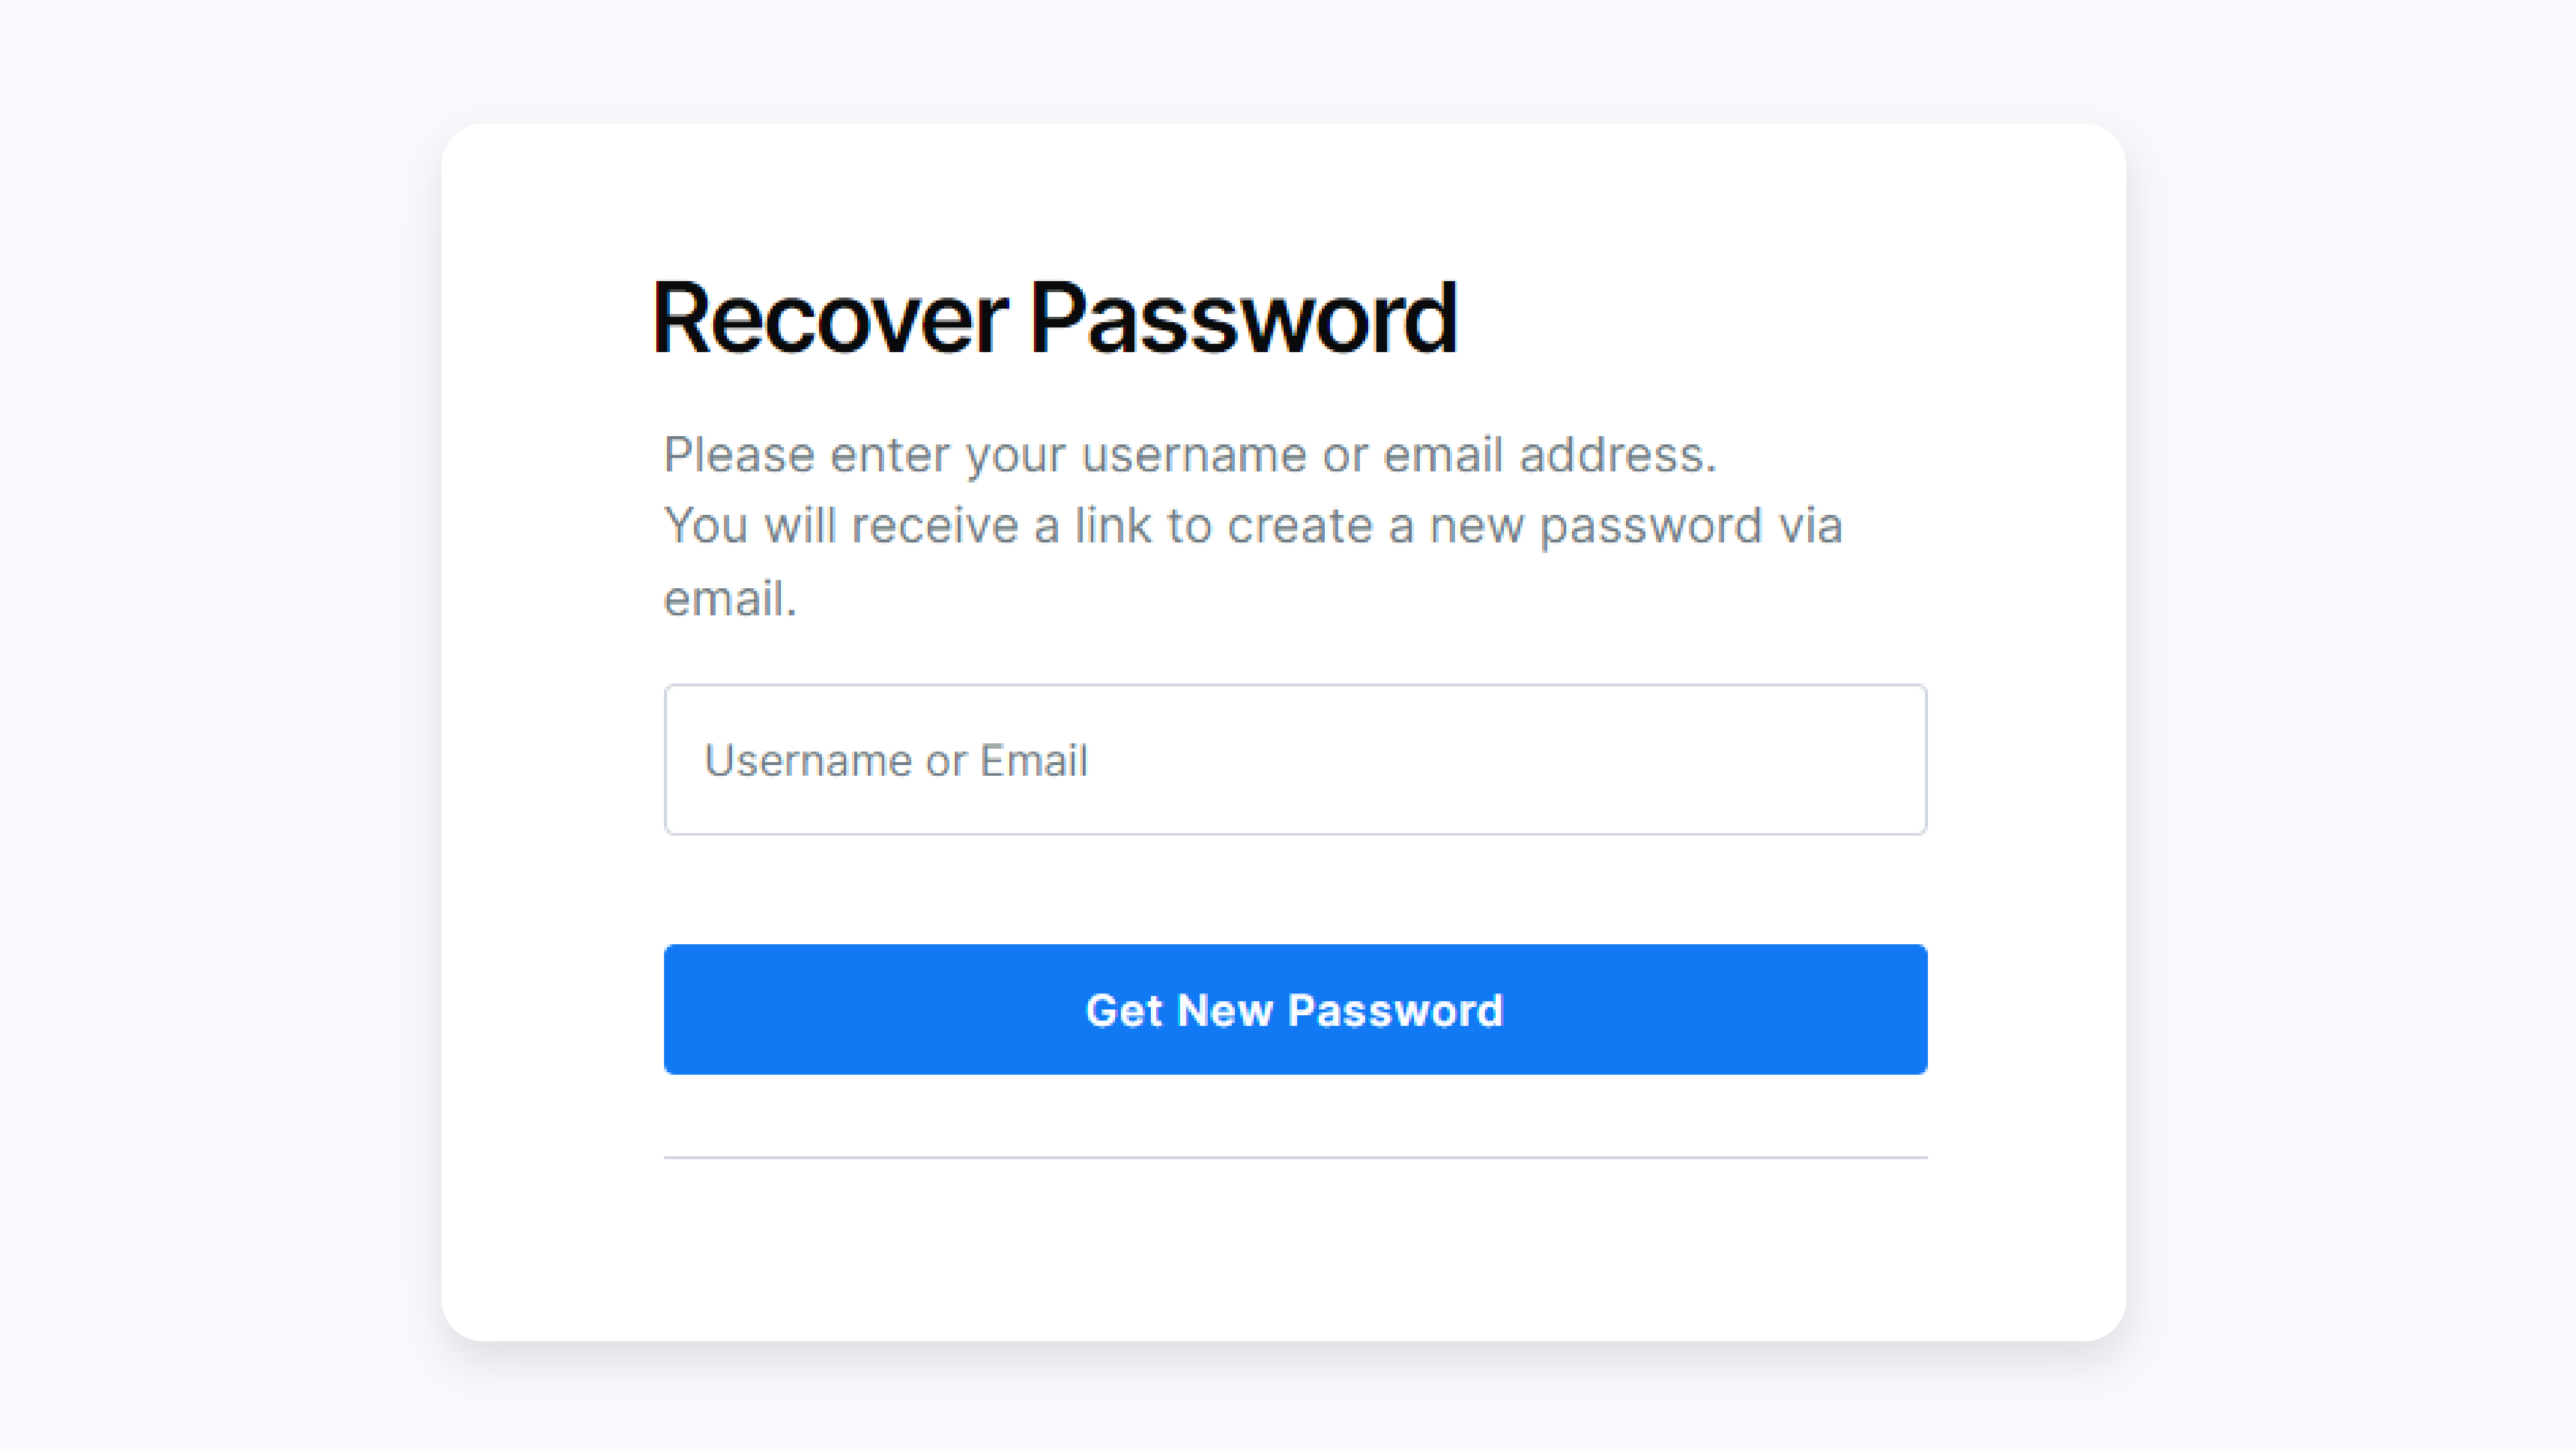 Recover Password
Please enter your username or email address.
You will receive a link to create a new password via
email.
Username or Email
Get New Password